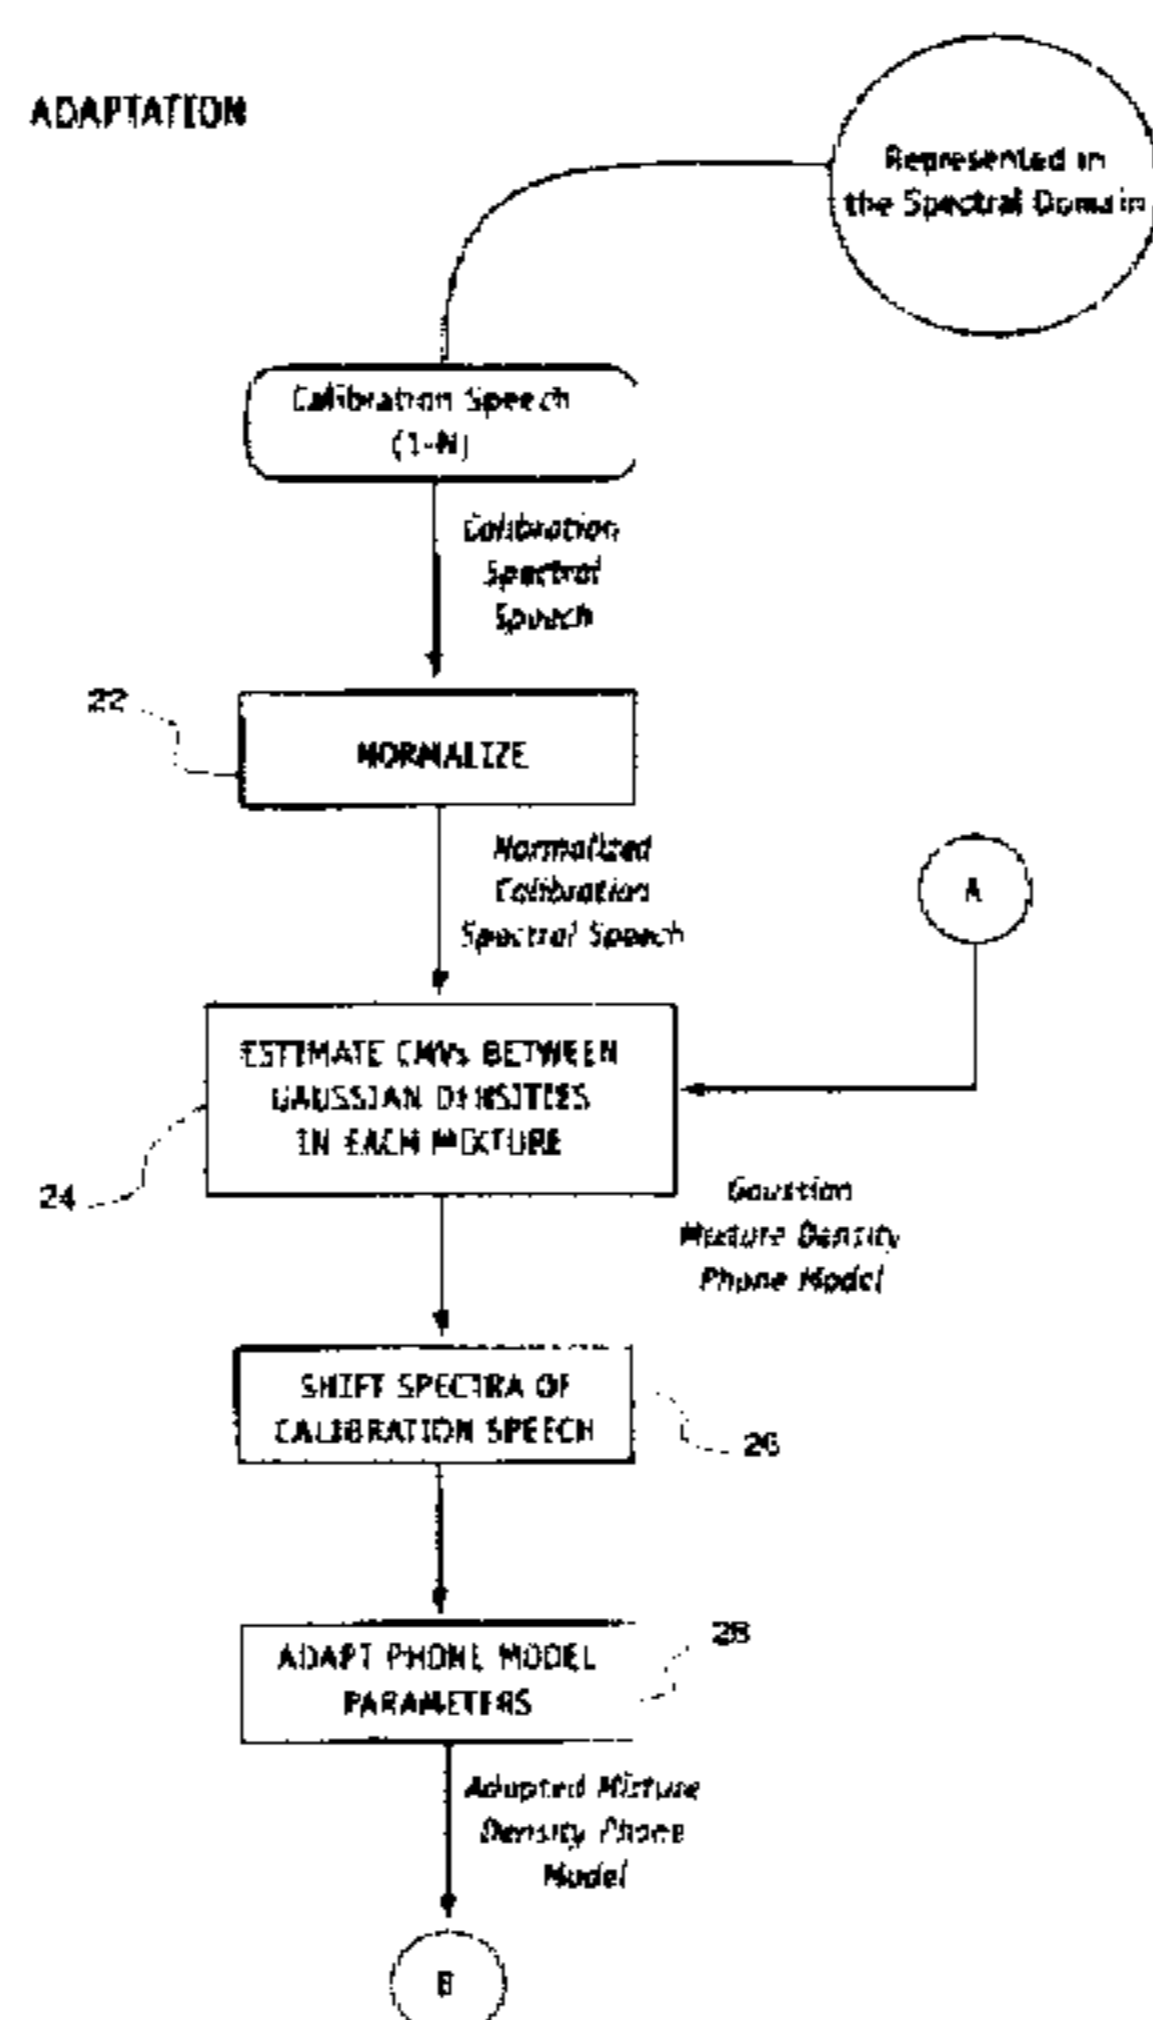 ADAPTATION
Represented in
the Spectral Domain
Calibration Speech
(1-N)
Calibration
Spectral
Speech
22
NORMALIZE
Normalized
Calibration
Spectral Speech
A
ESTIMATE CMVs BETWEEN
GAUSSIAN DENSITIES
IN EACH MIXTURE
24
Gaussian
Mixture Density
Phone Model
SHIFT SPECTRA OF
CALIBRATION SPEECH
26
28
ADAPT PHONE MODEL
PARAMETERS
Adapted Mixture
Density Phone
Model
B